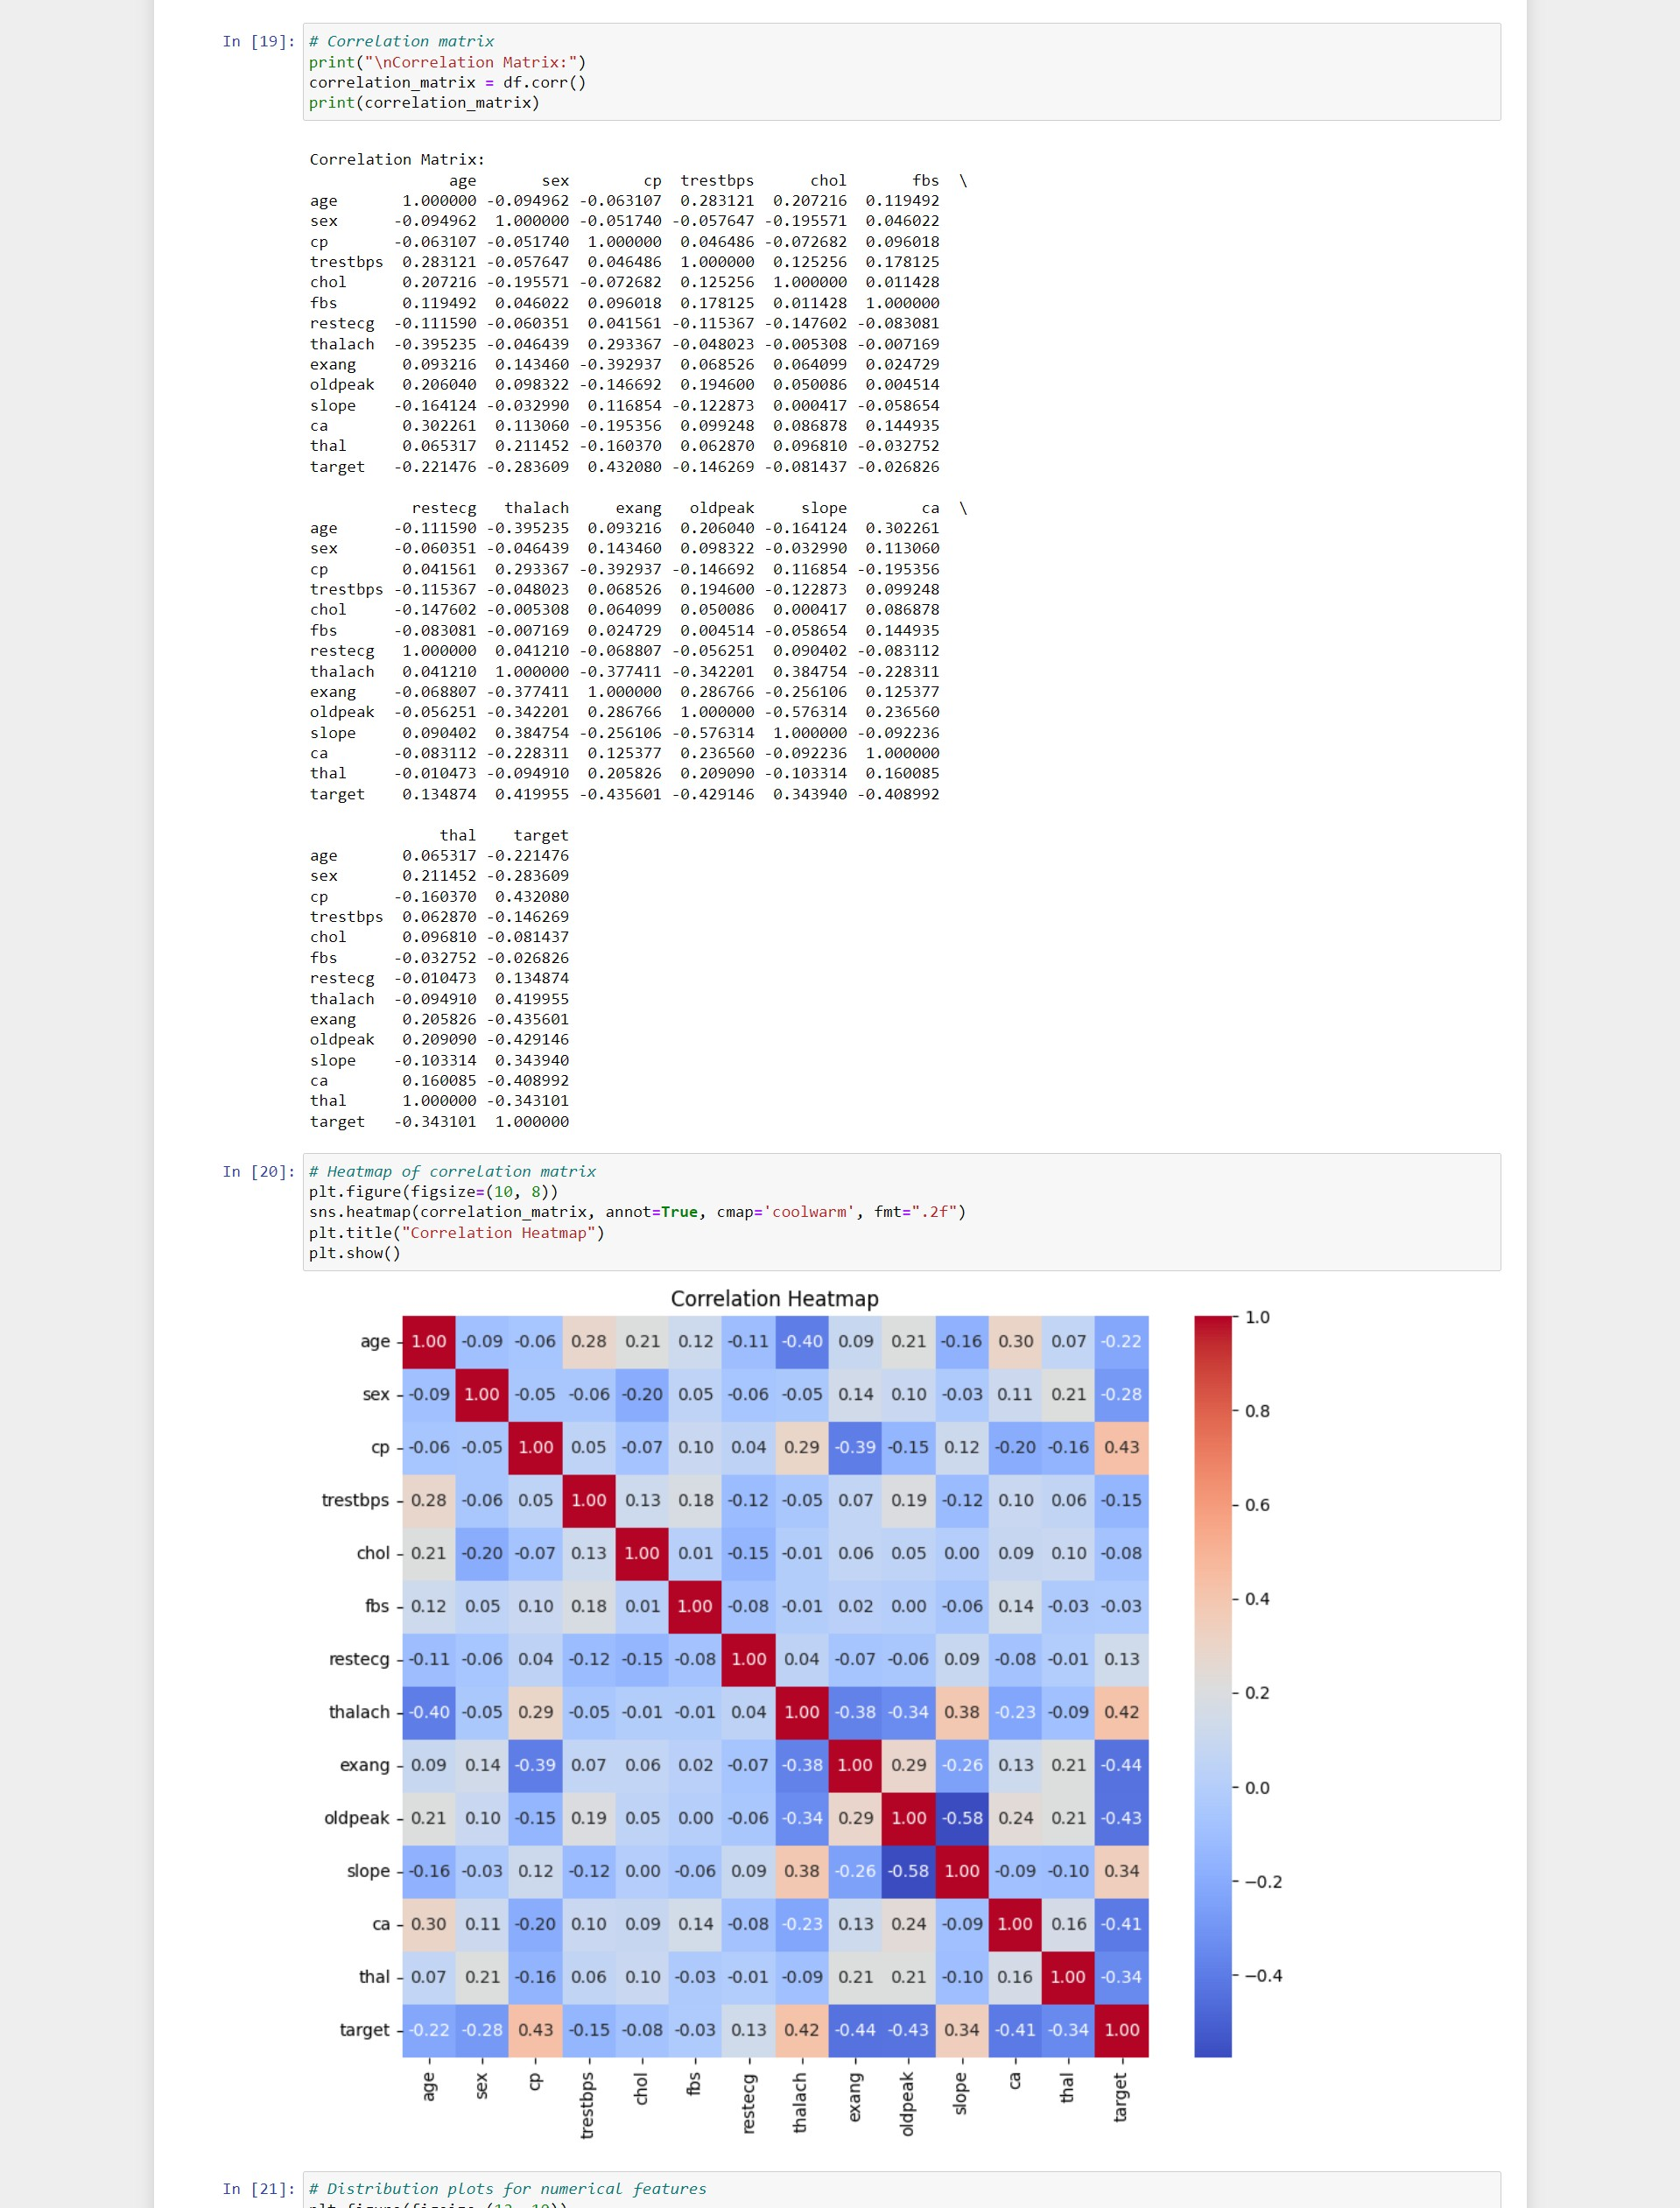 In [19]: # Correlation matrix
print("\nCorrelation Matrix:")
correlation_matrix = df.corr()
print(correlation_matrix)
Correlation Matrix:
age sex cp trestbps chol fbs \
age 1.000000 -0.094962 -0.063107 0.283121 0.207216 0.119492
sex -0.094962 1.000000 -0.051740 -0.057647 -0.195571 0.046022
cp -0.063107 -0.051740 1.000000 0.046486 -0.072682 0.096018
trestbps 0.283121 -0.057647 0.046486 1.000000 0.125256 0.178125
chol 0.207216 -0.195571 -0.072682 0.125256 1.000000 0.011428
fbs 0.119492 0.046022 0.096018 0.178125 0.011428 1.000000
restecg -0.111590 -0.060351 0.041561 -0.115367 -0.147602 -0.083081
thalach -0.395235 -0.046439 0.293367 -0.048023 -0.005308 -0.007169
exang 0.093216 0.143460 -0.392937 0.068526 0.064099 0.024729
oldpeak 0.206040 0.098322 -0.146692 0.194600 0.050086 0.004514
slope -0.164124 -0.032990 0.116854 -0.122873 0.000417 -0.058654
ca 0.302261 0.113060 -0.195356 0.099248 0.086878 0.144935
thal 0.065317 0.211452 -0.160370 0.062870 0.096810 -0.032752
target -0.221476 -0.283609 0.432080 -0.146269 -0.081437 -0.026826
restecg thalach exang oldpeak slope ca \
age -0.111590 -0.395235 0.093216 0.206040 -0.164124 0.302261
sex -0.060351 -0.046439 0.143460 0.098322 -0.032990 0.113060
cp 0.041561 0.293367 -0.392937 -0.146692 0.116854 -0.195356
trestbps -0.115367 -0.048023 0.068526 0.194600 -0.122873 0.099248
chol -0.147602 -0.005308 0.064099 0.050086 0.000417 0.086878
fbs -0.083081 -0.007169 0.024729 0.004514 -0.058654 0.144935
restecg 1.000000 0.041210 -0.068807 -0.056251 0.090402 -0.083112
thalach 0.041210 1.000000 -0.377411 -0.342201 0.384754 -0.228311
exang -0.068807 -0.377411 1.000000 0.286766 -0.256106 0.125377
oldpeak -0.056251 -0.342201 0.286766 1.000000 -0.576314 0.236560
slope 0.090402 0.384754 -0.256106 -0.576314 1.000000 -0.092236
ca -0.083112 -0.228311 0.125377 0.236560 -0.092236 1.000000
thal -0.010473 -0.094910 0.205826 0.209090 -0.103314 0.160085
target 0.134874 0.419955 -0.435601 -0.429146 0.343940 -0.408992
thal target
age 0.065317 -0.221476
sex 0.211452 -0.283609
cp -0.160370 0.432080
trestbps 0.062870 -0.146269
chol 0.096810 -0.081437
fbs -0.032752 -0.026826
restecg -0.010473 0.134874
thalach -0.094910 0.419955
exang 0.205826 -0.435601
oldpeak 0.209090 -0.429146
slope -0.103314 0.343940
ca 0.160085 -0.408992
thal 1.000000 -0.343101
target -0.343101 1.000000
In [20]: # Heatmap of correlation matrix
plt.figure(figsize=(10, 8))
sns.heatmap(correlation_matrix, annot=True, cmap='coolwarm', fmt=".2f")
plt.title("Correlation Heatmap")
plt.show()
Correlation Heatmap
age 1.00 -0.09 -0.06 0.28 0.21 0.12 -0.11 -0.40 0.09 0.21 -0.16 0.30 0.07 -0.22
sex -0.09 1.00 -0.05 -0.06 -0.20 0.05 -0.06 -0.05 0.14 0.10 -0.03 0.11 0.21 -0.28
cp -0.06 -0.05 1.00 0.05 -0.07 0.10 0.04 0.29 -0.39 -0.15 0.12 -0.20 -0.16 0.43
trestbps 0.28 -0.06 0.05 1.00 0.13 0.18 -0.12 -0.05 0.07 0.19 -0.12 0.10 0.06 -0.15
chol 0.21 -0.20 -0.07 0.13 1.00 0.01 -0.15 -0.01 0.06 0.05 0.00 0.09 0.10 -0.08
fbs 0.12 0.05 0.10 0.18 0.01 1.00 -0.08 -0.01 0.02 0.00 -0.06 0.14 -0.03 -0.03
restecg -0.11 -0.06 0.04 -0.12 -0.15 -0.08 1.00 0.04 -0.07 -0.06 0.09 -0.08 -0.01 0.13
thalach -0.40 -0.05 0.29 -0.05 -0.01 -0.01 0.04 1.00 -0.38 -0.34 0.38 -0.23 -0.09 0.42
exang 0.09 0.14 -0.39 0.07 0.06 0.02 -0.07 -0.38 1.00 0.29 -0.26 0.13 0.21 -0.44
oldpeak 0.21 0.10 -0.15 0.19 0.05 0.00 -0.06 -0.34 0.29 1.00 -0.58 0.24 0.21 -0.43
slope -0.16 -0.03 0.12 -0.12 0.00 -0.06 0.09 0.38 -0.26 -0.58 1.00 -0.09 -0.10 0.34
ca 0.30 0.11 -0.20 0.10 0.09 0.14 -0.08 -0.23 0.13 0.24 -0.09 1.00 0.16 -0.41
thal 0.07 0.21 -0.16 0.06 0.10 -0.03 -0.01 -0.09 0.21 0.21 -0.10 0.16 1.00 -0.34
target -0.22 -0.28 0.43 -0.15 -0.08 -0.03 0.13 0.42 -0.44 -0.43 0.34 -0.41 -0.34 1.00
age sex cp trestbps chol fbs restecg thalach exang oldpeak slope ca thal target
1.0
0.8
0.6
0.4
0.2
0.0
−0.2
−0.4
In [21]: # Distribution plots for numerical features